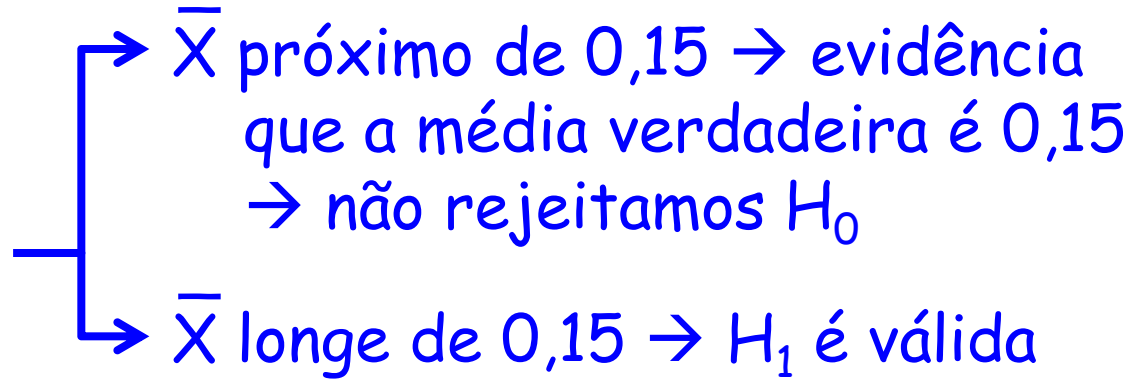 X̅ próximo de 0,15 → evidência
que a média verdadeira é 0,15
→ não rejeitamos H₀
X̅ longe de 0,15 → H₁ é válida